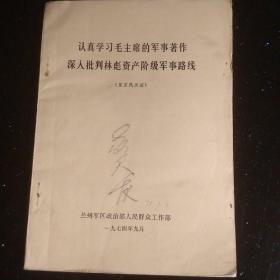 认真学习毛主席的军事著作
深入批判林彪资产阶级军事路线
兰州军区政治部人民群众工作部
一九七四年九月